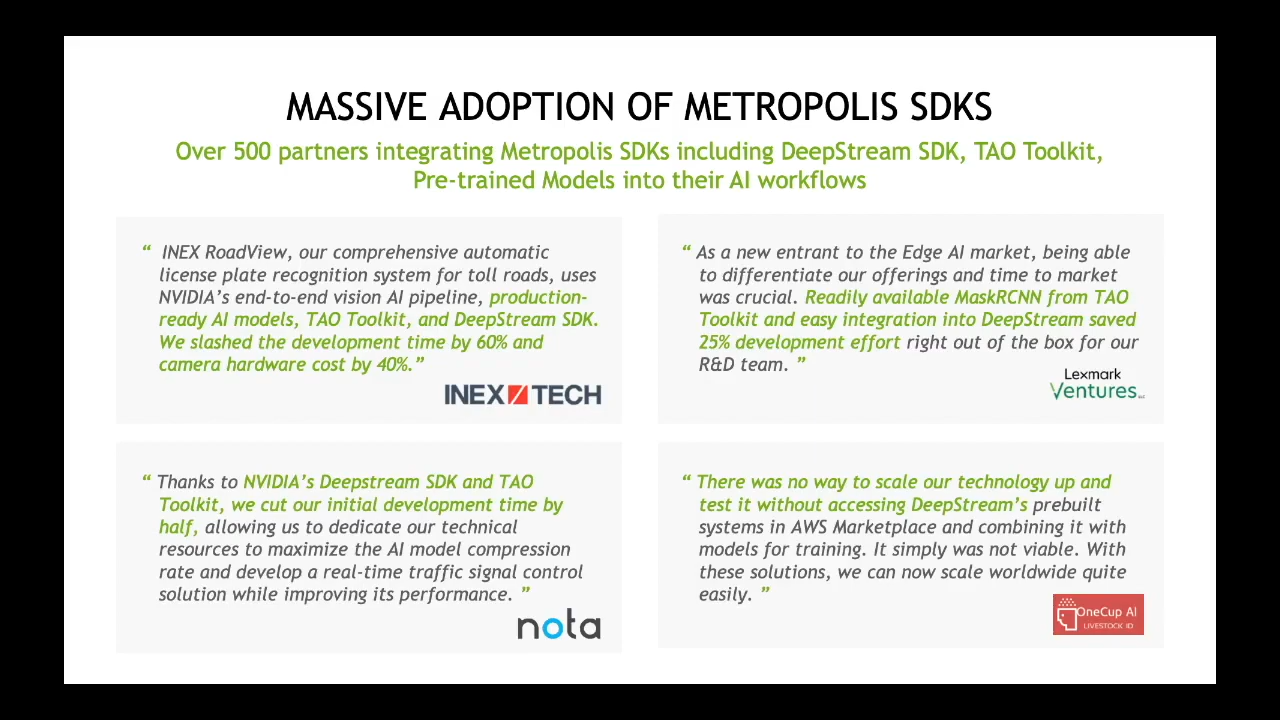 MASSIVE ADOPTION OF METROPOLIS SDKS
Over 500 partners integrating Metropolis SDKs including DeepStream SDK, TAO Toolkit,
Pre-trained Models into their AI workflows
“ INEX RoadView, our comprehensive automatic
license plate recognition system for toll roads, uses
NVIDIA’s end-to-end vision AI pipeline, production-
ready AI models, TAO Toolkit, and DeepStream SDK.
We slashed the development time by 60% and
camera hardware cost by 40%.”
INEX TECH
“ As a new entrant to the Edge AI market, being able
to differentiate our offerings and time to market
was crucial. Readily available MaskRCNN from TAO
Toolkit and easy integration into DeepStream saved
25% development effort right out of the box for our
R&D team. ”
Lexmark
Ventures
“ Thanks to NVIDIA’s Deepstream SDK and TAO
Toolkit, we cut our initial development time by
half, allowing us to dedicate our technical
resources to maximize the AI model compression
rate and develop a real-time traffic signal control
solution while improving its performance. ”
nota
“ There was no way to scale our technology up and
test it without accessing DeepStream’s prebuilt
systems in AWS Marketplace and combining it with
models for training. It simply was not viable. With
these solutions, we can now scale worldwide quite
easily. ”
OneCup AI
LIVESTOCK ID